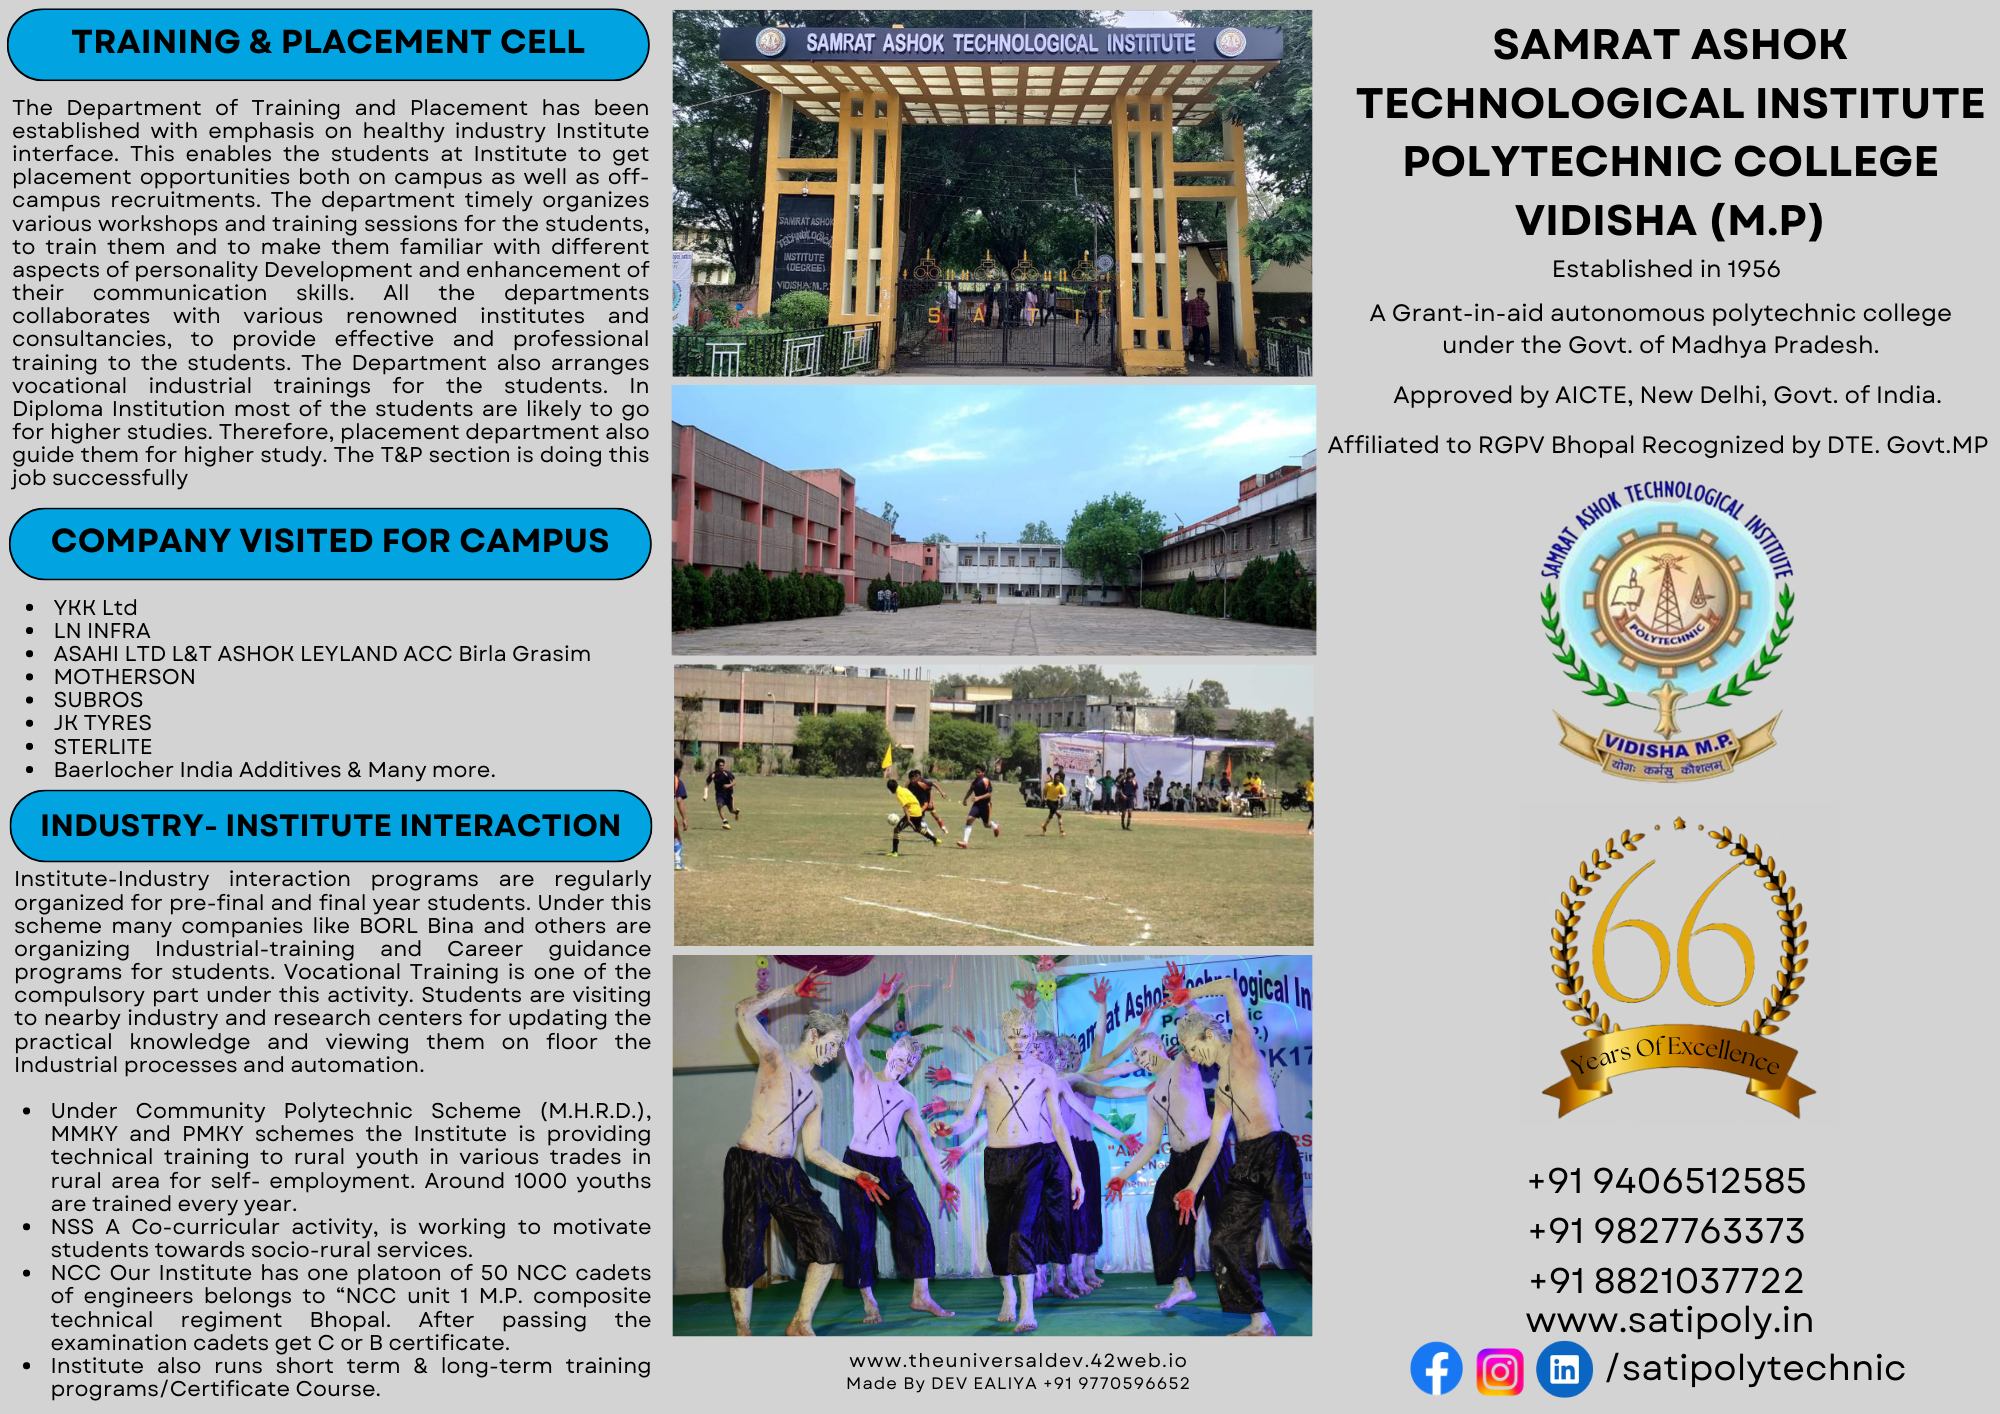 TRAINING & PLACEMENT CELL
The Department of Training and Placement has been
established with emphasis on healthy industry Institute
interface. This enables the students at Institute to get
placement opportunities both on campus as well as off-
campus recruitments. The department timely organizes
various workshops and training sessions for the students,
to train them and to make them familiar with different
aspects of personality Development and enhancement of
their communication skills. All the departments
collaborates with various renowned institutes and
consultancies, to provide effective and professional
training to the students. The Department also arranges
vocational industrial trainings for the students. In
Diploma Institution most of the students are likely to go
for higher studies. Therefore, placement department also
guide them for higher study. The T&P section is doing this
job successfully
COMPANY VISITED FOR CAMPUS
• YKK Ltd
• LN INFRA
• ASAHI LTD L&T ASHOK LEYLAND ACC Birla Grasim
• MOTHERSON
• SUBROS
• JK TYRES
• STERLITE
• Baerlocher India Additives & Many more.
INDUSTRY- INSTITUTE INTERACTION
Institute-Industry interaction programs are regularly
organized for pre-final and final year students. Under this
scheme many companies like BORL Bina and others are
organizing Industrial-training and Career guidance
programs for students. Vocational Training is one of the
compulsory part under this activity. Students are visiting
to nearby industry and research centers for updating the
practical knowledge and viewing them on floor the
Industrial processes and automation.
• Under Community Polytechnic Scheme (M.H.R.D.),
MMKY and PMKY schemes the Institute is providing
technical training to rural youth in various trades in
rural area for self- employment. Around 1000 youths
are trained every year.
• NSS A Co-curricular activity, is working to motivate
students towards socio-rural services.
• NCC Our Institute has one platoon of 50 NCC cadets
of engineers belongs to “NCC unit 1 M.P. composite
technical regiment Bhopal. After passing the
examination cadets get C or B certificate.
• Institute also runs short term & long-term training
programs/Certificate Course.
SAMRAT ASHOK TECHNOLOGICAL INSTITUTE
SAMRAT ASHOK
TECHNOLOGICAL
INSTITUTE
(DEGREE)
VIDISHA M.P.
S A T I
www.theuniversaldev.42web.io
Made By DEV EALIYA +91 9770596652
SAMRAT ASHOK
TECHNOLOGICAL INSTITUTE
POLYTECHNIC COLLEGE
VIDISHA (M.P)
Established in 1956
A Grant-in-aid autonomous polytechnic college
under the Govt. of Madhya Pradesh.
Approved by AICTE, New Delhi, Govt. of India.
Affiliated to RGPV Bhopal Recognized by DTE. Govt.MP
SAMRAT ASHOK TECHNOLOGICAL INSTITUTE
POLYTECHNIC
VIDISHA M.P.
योगः कर्मसु कौशलम्
66
Years Of Excellence
+91 9406512585
+91 9827763373
+91 8821037722
www.satipoly.in
/satipolytechnic